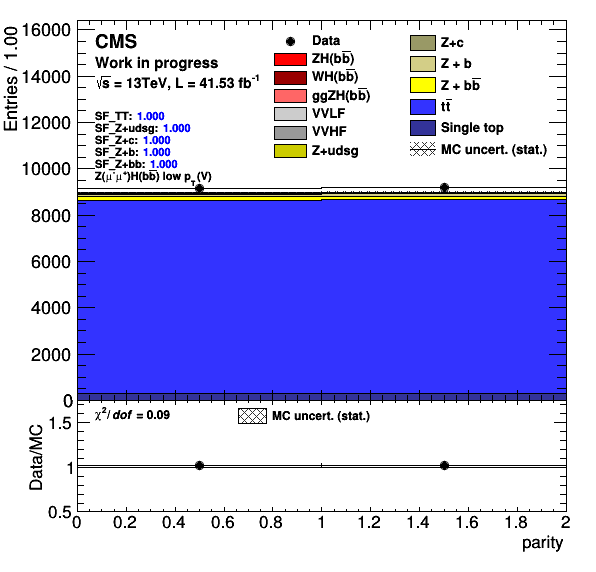 CMS
Work in progress
√s = 13TeV, L = 41.53 fb⁻¹
SF_TT: 1.000
SF_Z+udsg: 1.000
SF_Z+c: 1.000
SF_Z+b: 1.000
SF_Z+bb: 1.000
Z(μ⁻μ⁺)H(bb̅) low p_T(V)
Data
ZH(bb̅)
WH(bb̅)
ggZH(bb̅)
VVLF
VVHF
Z+udsg
Z+c
Z + b
Z + bb̅
tt̅
Single top
MC uncert. (stat.)
Entries / 1.00
16000
14000
12000
10000
8000
6000
4000
2000
0
χ²/dof = 0.09
MC uncert. (stat.)
Data/MC
1.5
1
0.5
0 0.2 0.4 0.6 0.8 1 1.2 1.4 1.6 1.8 2
parity